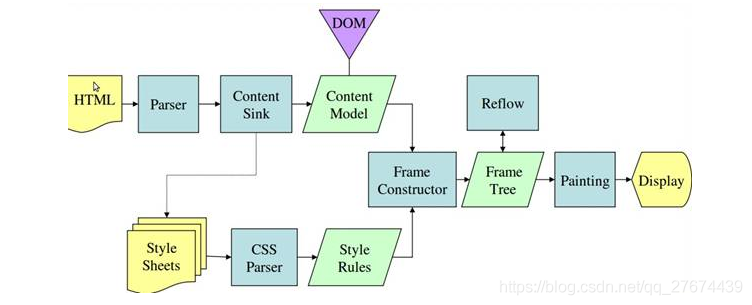 DOM
HTML
Parser
Content
Sink
Content
Model
Reflow
Frame
Constructor
Frame
Tree
Painting
Display
Style
Sheets
CSS
Parser
Style
Rules
https://blog.csdn.net/qq_27674439